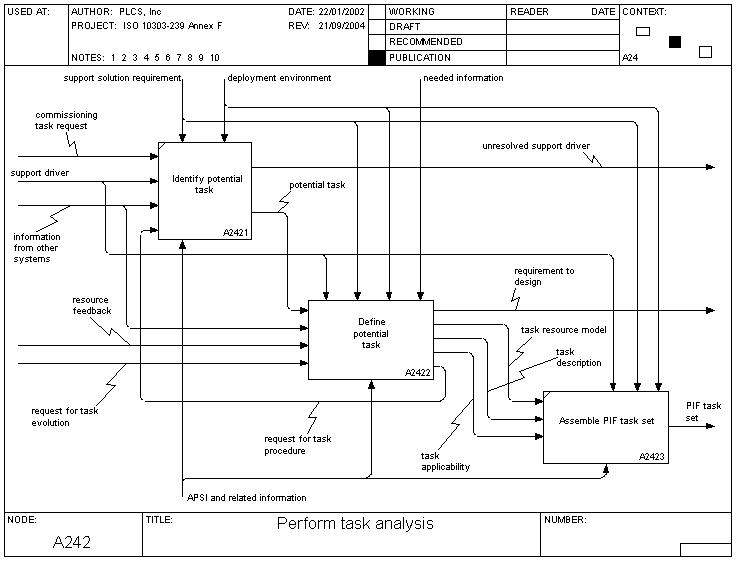 USED AT:
AUTHOR: PLCS, Inc
DATE: 22/01/2002
WORKING
READER
DATE
CONTEXT:
PROJECT: ISO 10303-239 Annex F
REV: 21/09/2004
DRAFT
RECOMMENDED
NOTES: 1 2 3 4 5 6 7 8 9 10
PUBLICATION
A24
support solution requirement
deployment environment
needed information
commissioning
task request
unresolved support driver
support driver
Identify potential
task
potential task
A2421
information
from other
systems
requirement to
design
resource
feedback
Define
potential
task
task resource model
task
description
A2422
request for task
evolution
PIF task
set
Assemble PIF task set
request for task
procedure
task
applicability
A2423
APSI and related information
NODE:
TITLE:
NUMBER:
Perform task analysis
A242